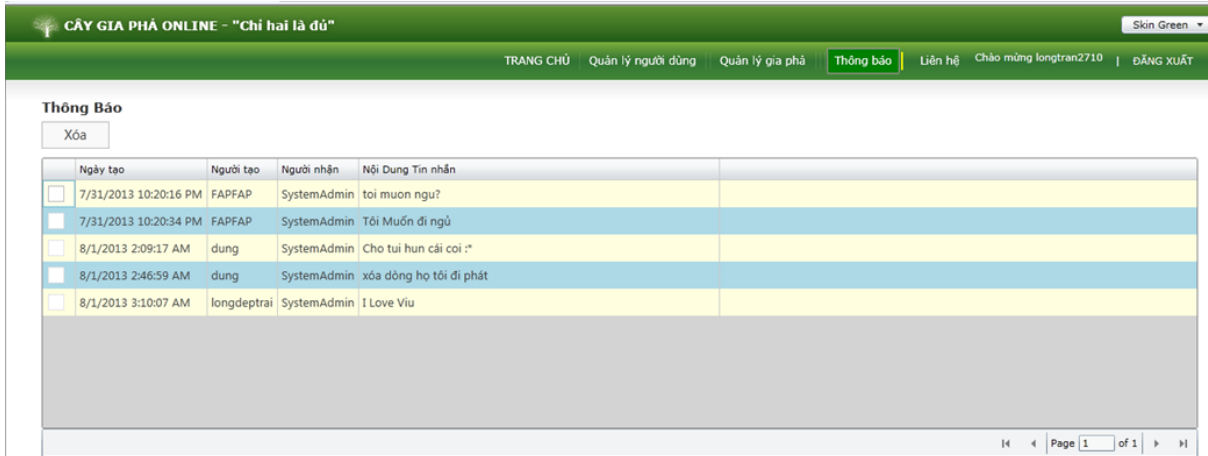 CÂY GIA PHẢ ONLINE - "Chỉ hai là đủ"
Skin Green
TRANG CHỦ Quản lý người dùng Quản lý gia phả Thông báo Liên hệ Chào mừng longtran2710 | ĐĂNG XUẤT
Thông Báo
Xóa
Ngày tạo Người tạo Người nhận Nội Dung Tin nhắn
7/31/2013 10:20:16 PM FAPFAP SystemAdmin toi muon ngu?
7/31/2013 10:20:34 PM FAPFAP SystemAdmin Tôi Muốn đi ngủ
8/1/2013 2:09:17 AM dung SystemAdmin Cho tui hun cái coi :*
8/1/2013 2:46:59 AM dung SystemAdmin xóa dòng họ tôi đi phát
8/1/2013 3:10:07 AM longdeptrai SystemAdmin I Love Viu
Page 1 of 1